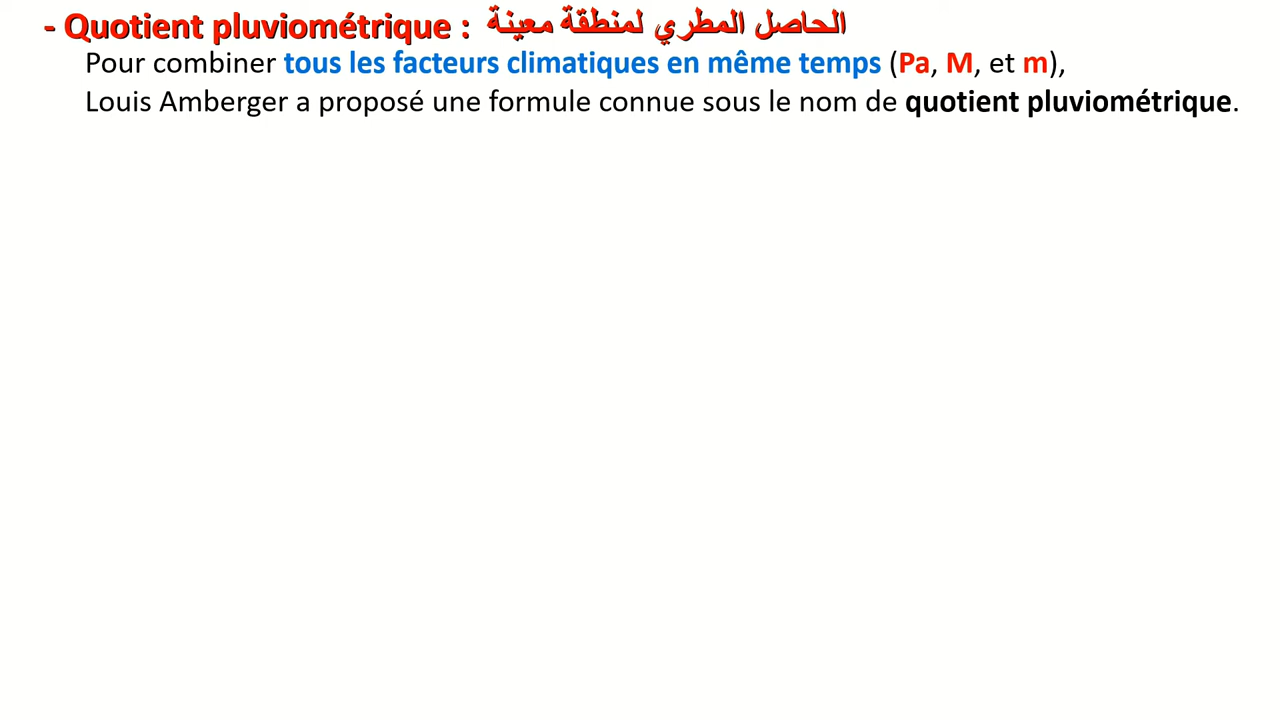 - Quotient pluviométrique : الحاصل المطري لمنطقة معينة
Pour combiner tous les facteurs climatiques en même temps (Pa, M, et m),
Louis Amberger a proposé une formule connue sous le nom de quotient pluviométrique.